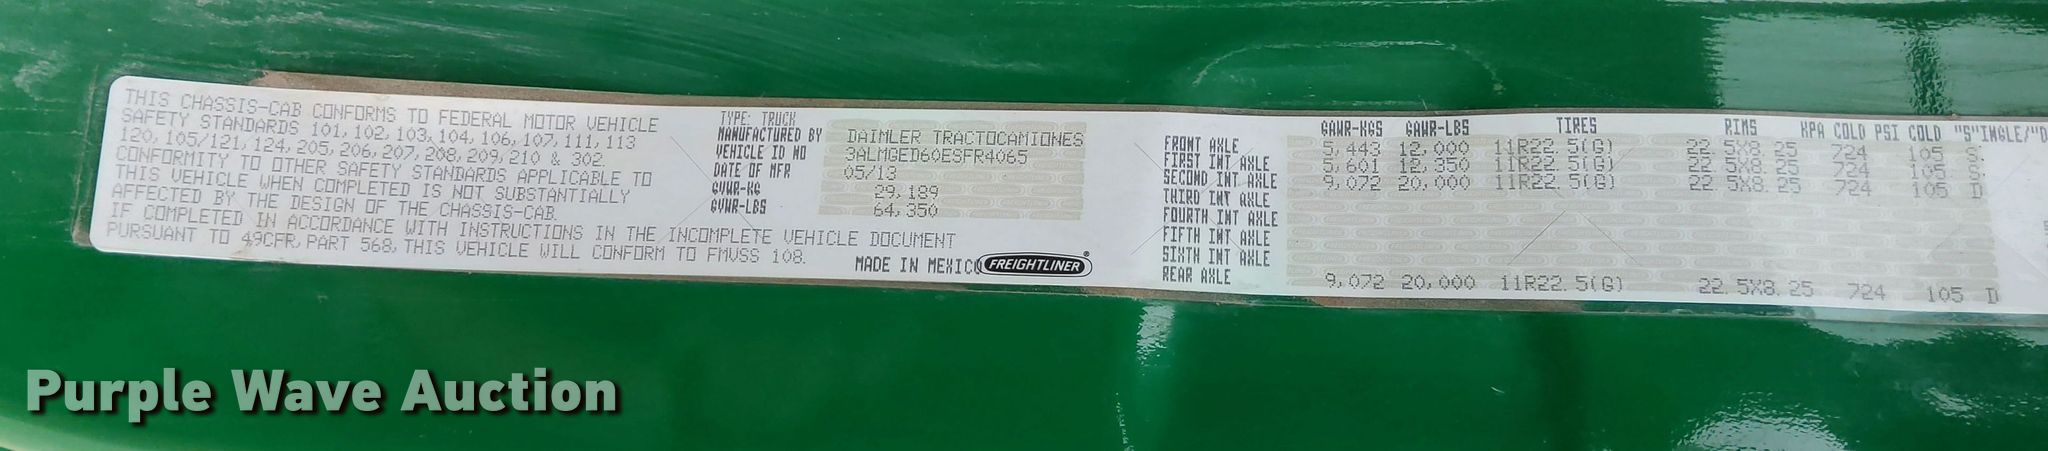 THIS CHASSIS-CAB CONFORMS TO FEDERAL MOTOR VEHICLE
SAFETY STANDARDS 101, 102, 103, 104, 106, 107, 111, 113
120, 105/121, 124, 205, 206, 207, 208, 209, 210 & 302.
CONFORMITY TO OTHER SAFETY STANDARDS APPLICABLE TO
THIS VEHICLE WHEN COMPLETED IS NOT SUBSTANTIALLY
AFFECTED BY THE DESIGN OF THE CHASSIS-CAB.
IF COMPLETED IN ACCORDANCE WITH INSTRUCTIONS IN THE INCOMPLETE VEHICLE DOCUMENT
PURSUANT TO 49CFR, PART 568, THIS VEHICLE WILL CONFORM TO FMVSS 108.
TYPE: TRUCK
MANUFACTURED BY DAIMLER TRACTOCAMIONES
VEHICLE ID NO 3ALMGED60ESFR4065
DATE OF MFR 05/13
GVWR-KG 29,189
GVWR-LBS 64,350
MADE IN MEXICO FREIGHTLINER ®
GAWR-KGS GAWR-LBS TIRES RIMS KPA COLD PSI COLD "S"INGLE/"D
FRONT AXLE 5,443 12,000 11R22.5(G) 22.5X8.25 724 105 S.
FIRST INT AXLE 5,601 12,350 11R22.5(G) 22.5X8.25 724 105 S.
SECOND INT AXLE 9,072 20,000 11R22.5(G) 22.5X8.25 724 105 D
THIRD INT AXLE
FOURTH INT AXLE
FIFTH INT AXLE
SIXTH INT AXLE
REAR AXLE 9,072 20,000 11R22.5(G) 22.5X8.25 724 105 D
Purple Wave Auction